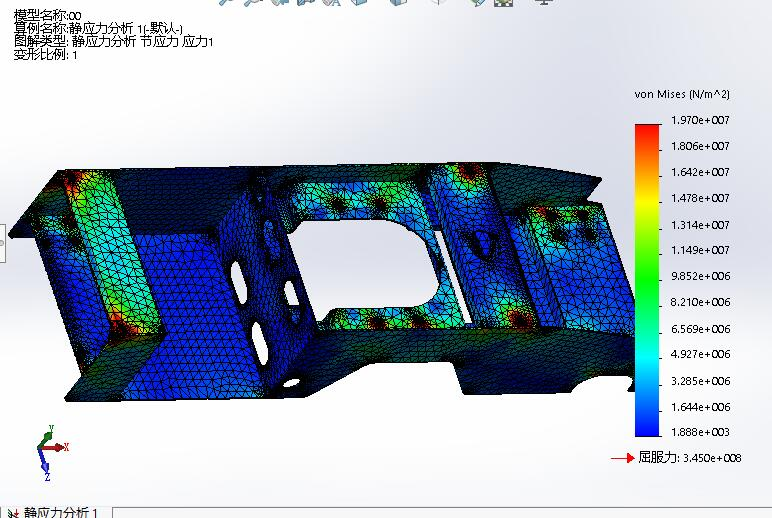 模型名称:00
算例名称:静应力分析 1(-默认-)
图解类型: 静应力分析 节应力 应力1
变形比例: 1
von Mises (N/m^2)
1.970e+007
1.806e+007
1.642e+007
1.478e+007
1.314e+007
1.149e+007
9.852e+006
8.210e+006
6.569e+006
4.927e+006
3.285e+006
1.644e+006
1.888e+003
屈服力: 3.450e+008
Y
X
Z
静应力分析 1